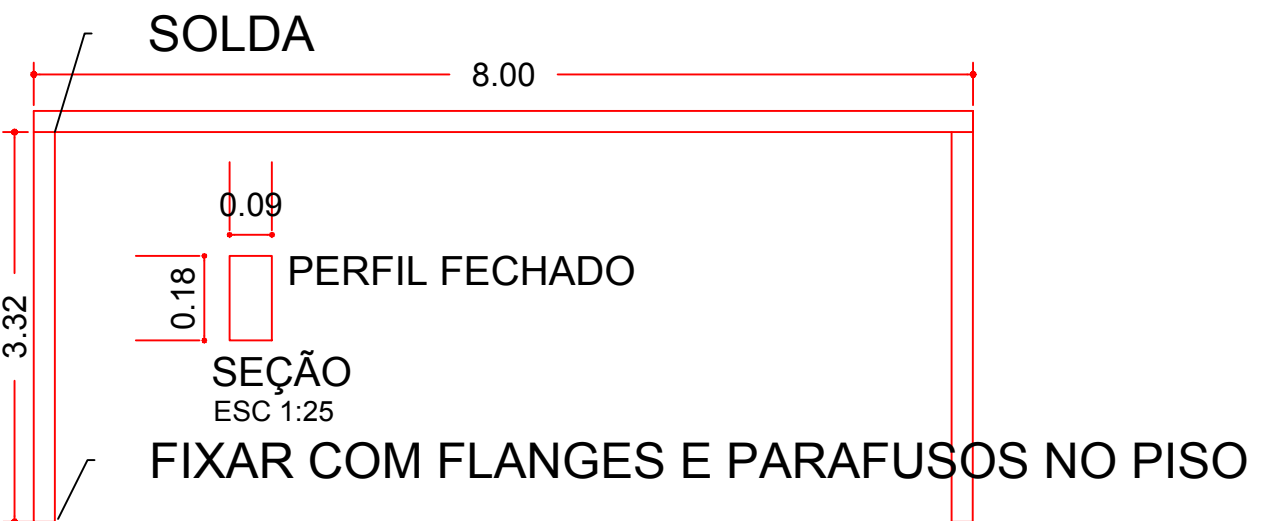 SOLDA
8.00
0.09
PERFIL FECHADO
0.18
3.32
SEÇÃO
ESC 1:25
FIXAR COM FLANGES E PARAFUSOS NO PISO